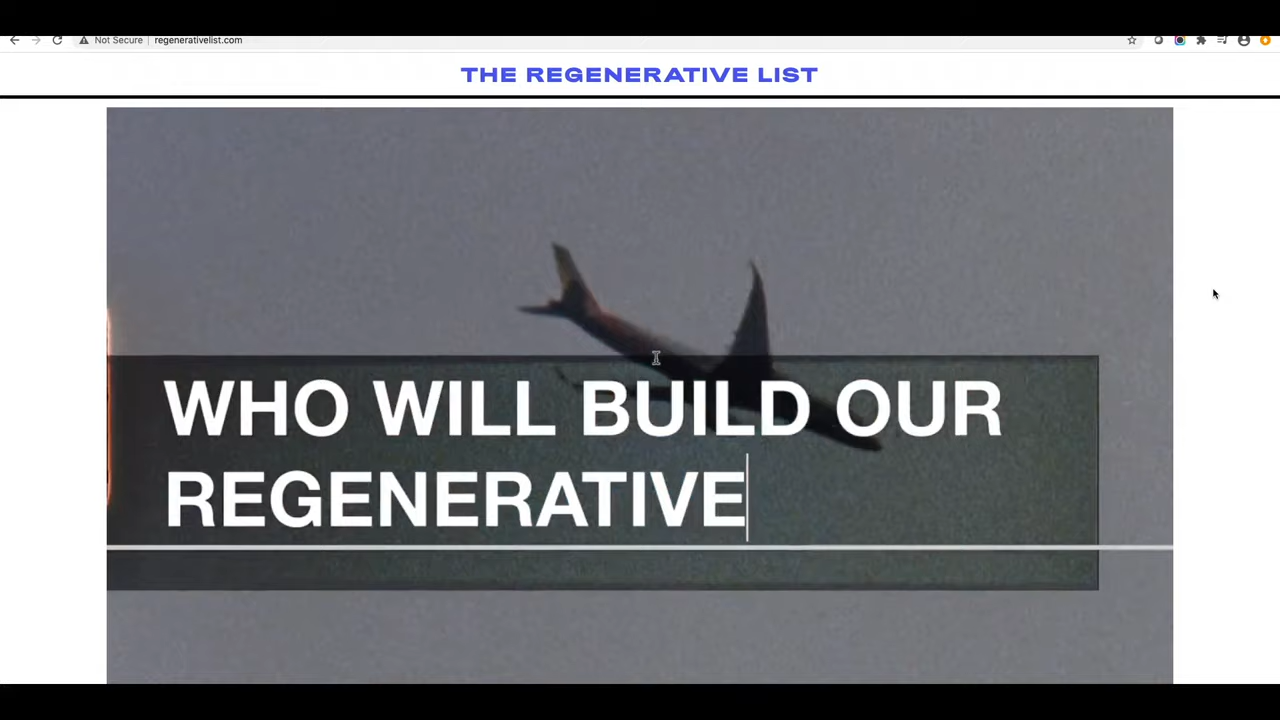 Not Secure
regenerativelist.com
THE REGENERATIVE LIST
WHO WILL BUILD OUR
REGENERATIVE